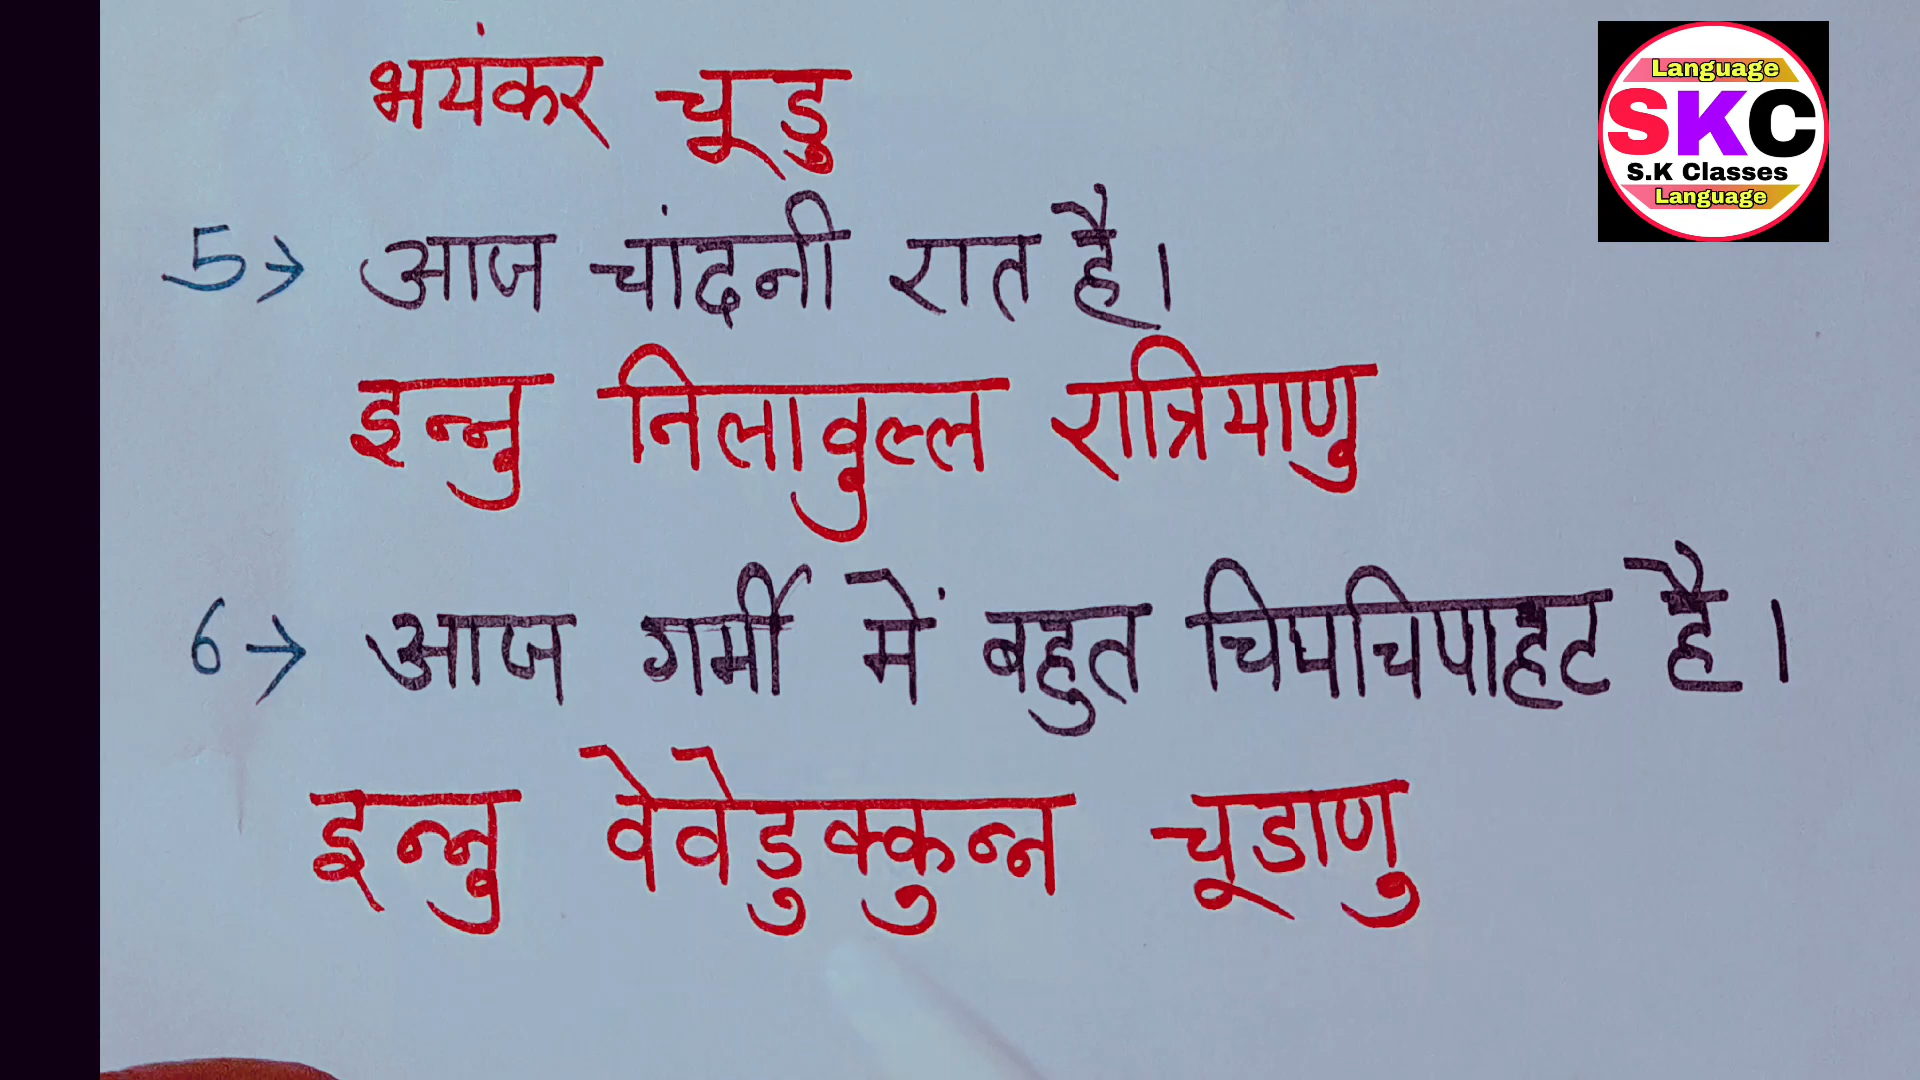 भयंकर चूडु
Language
SKC
S.K Classes
Language
5→ आज चांदनी रात है।
इन्नु निलावुल्ल रात्रियाणु
6→ आज गर्मी में बहुत चिपचिपाहट है।
इन्नु वेवेडुक्कुन्न चूडाणु